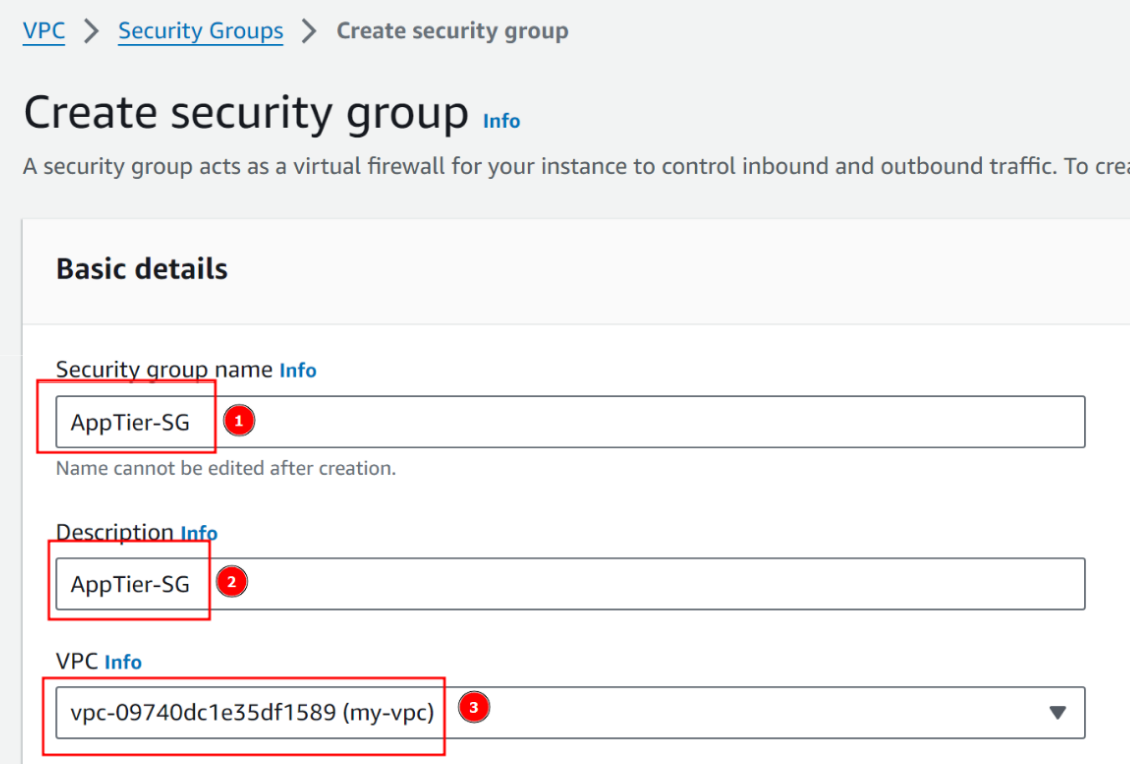 VPC > Security Groups > Create security group
Create security group Info
A security group acts as a virtual firewall for your instance to control inbound and outbound traffic. To
Basic details
Security group name Info
AppTier-SG 1
Name cannot be edited after creation.
Description Info
AppTier-SG 2
VPC Info
vpc-09740dc1e35df1589 (my-vpc) 3